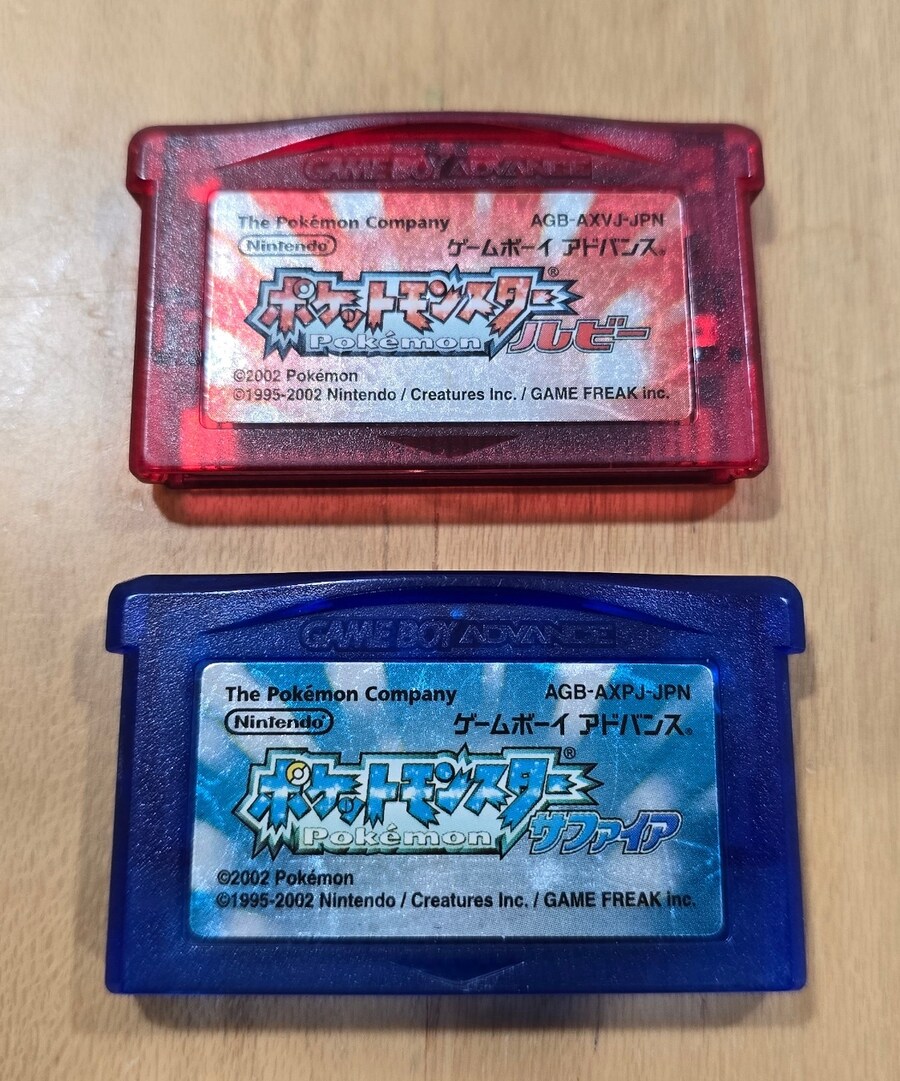 GAME BOY ADVANCE
The Pokémon Company AGB-AXVJ-JPN
Nintendo ゲームボーイ アドバンス®
ポケットモンスター®
Pokémon ルビー
©2002 Pokémon
©1995-2002 Nintendo / Creatures Inc. / GAME FREAK inc.
GAME BOY ADVANCE
The Pokémon Company AGB-AXPJ-JPN
Nintendo® ゲームボーイ アドバンス®
ポケットモンスター®
Pokémon サファイア
©2002 Pokémon
©1995-2002 Nintendo / Creatures Inc. / GAME FREAK inc.